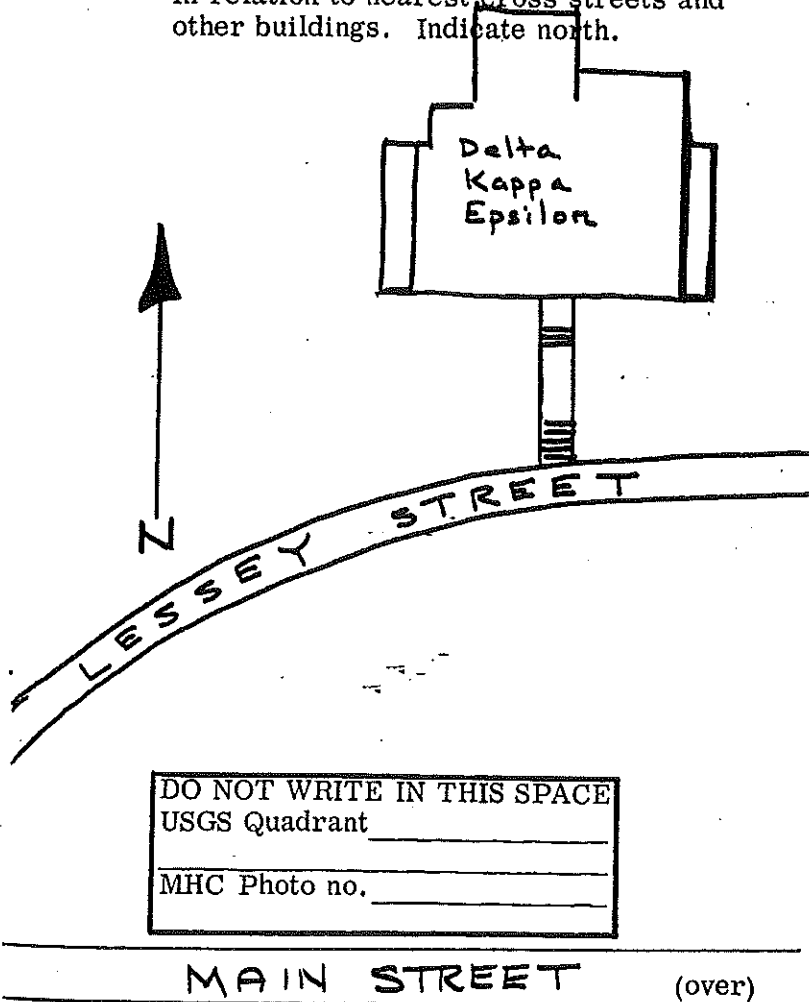 in relation to nearest cross streets and
other buildings. Indicate north.
Delta
Kappa
Epsilon
N
LESSEY STREET
DO NOT WRITE IN THIS SPACE
USGS Quadrant
MHC Photo no.
MAIN STREET (over)